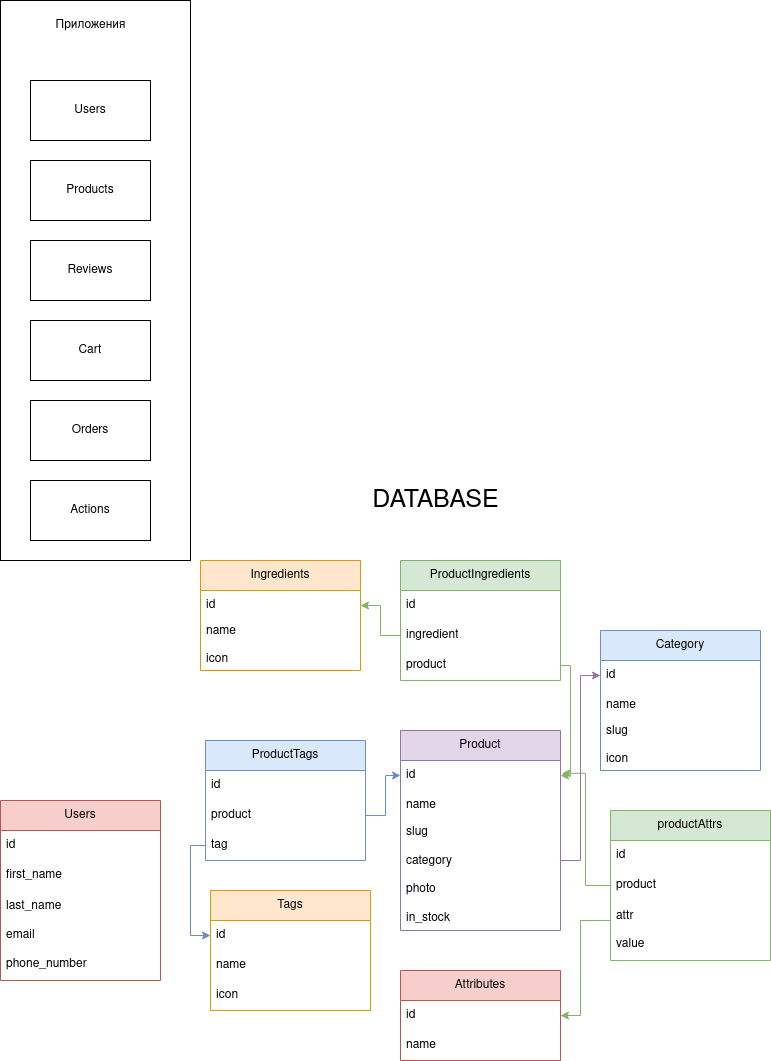 Приложения
Users
Products
Reviews
Cart
Orders
Actions
DATABASE
Ingredients
id
name
icon
ProductIngredients
id
ingredient
product
Category
id
name
slug
icon
ProductTags
id
product
tag
Product
id
name
slug
category
photo
in_stock
Users
id
first_name
last_name
email
phone_number
productAttrs
id
product
attr
value
Tags
id
name
icon
Attributes
id
name